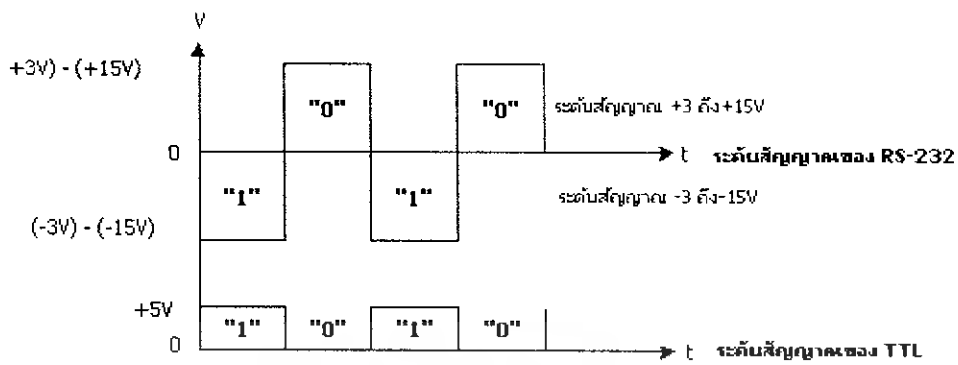 V
+3V) - (+15V)
"0" "0" ระดับสัญญาณ +3 ถึง+15V
0
t ระดับสัญญาณของ RS-232
"1" "1" ระดับสัญญาณ -3 ถึง-15V
(-3V) - (-15V)
+5V
"1" "0" "1" "0"
0
t ระดับสัญญาณของ TTL